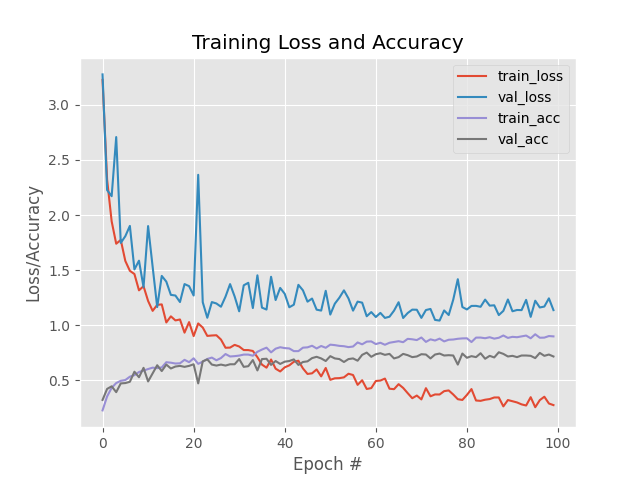 Training Loss and Accuracy
train_loss
val_loss
train_acc
val_acc
Loss/Accuracy
3.0
2.5
2.0
1.5
1.0
0.5
0 20 40 60 80 100
Epoch #